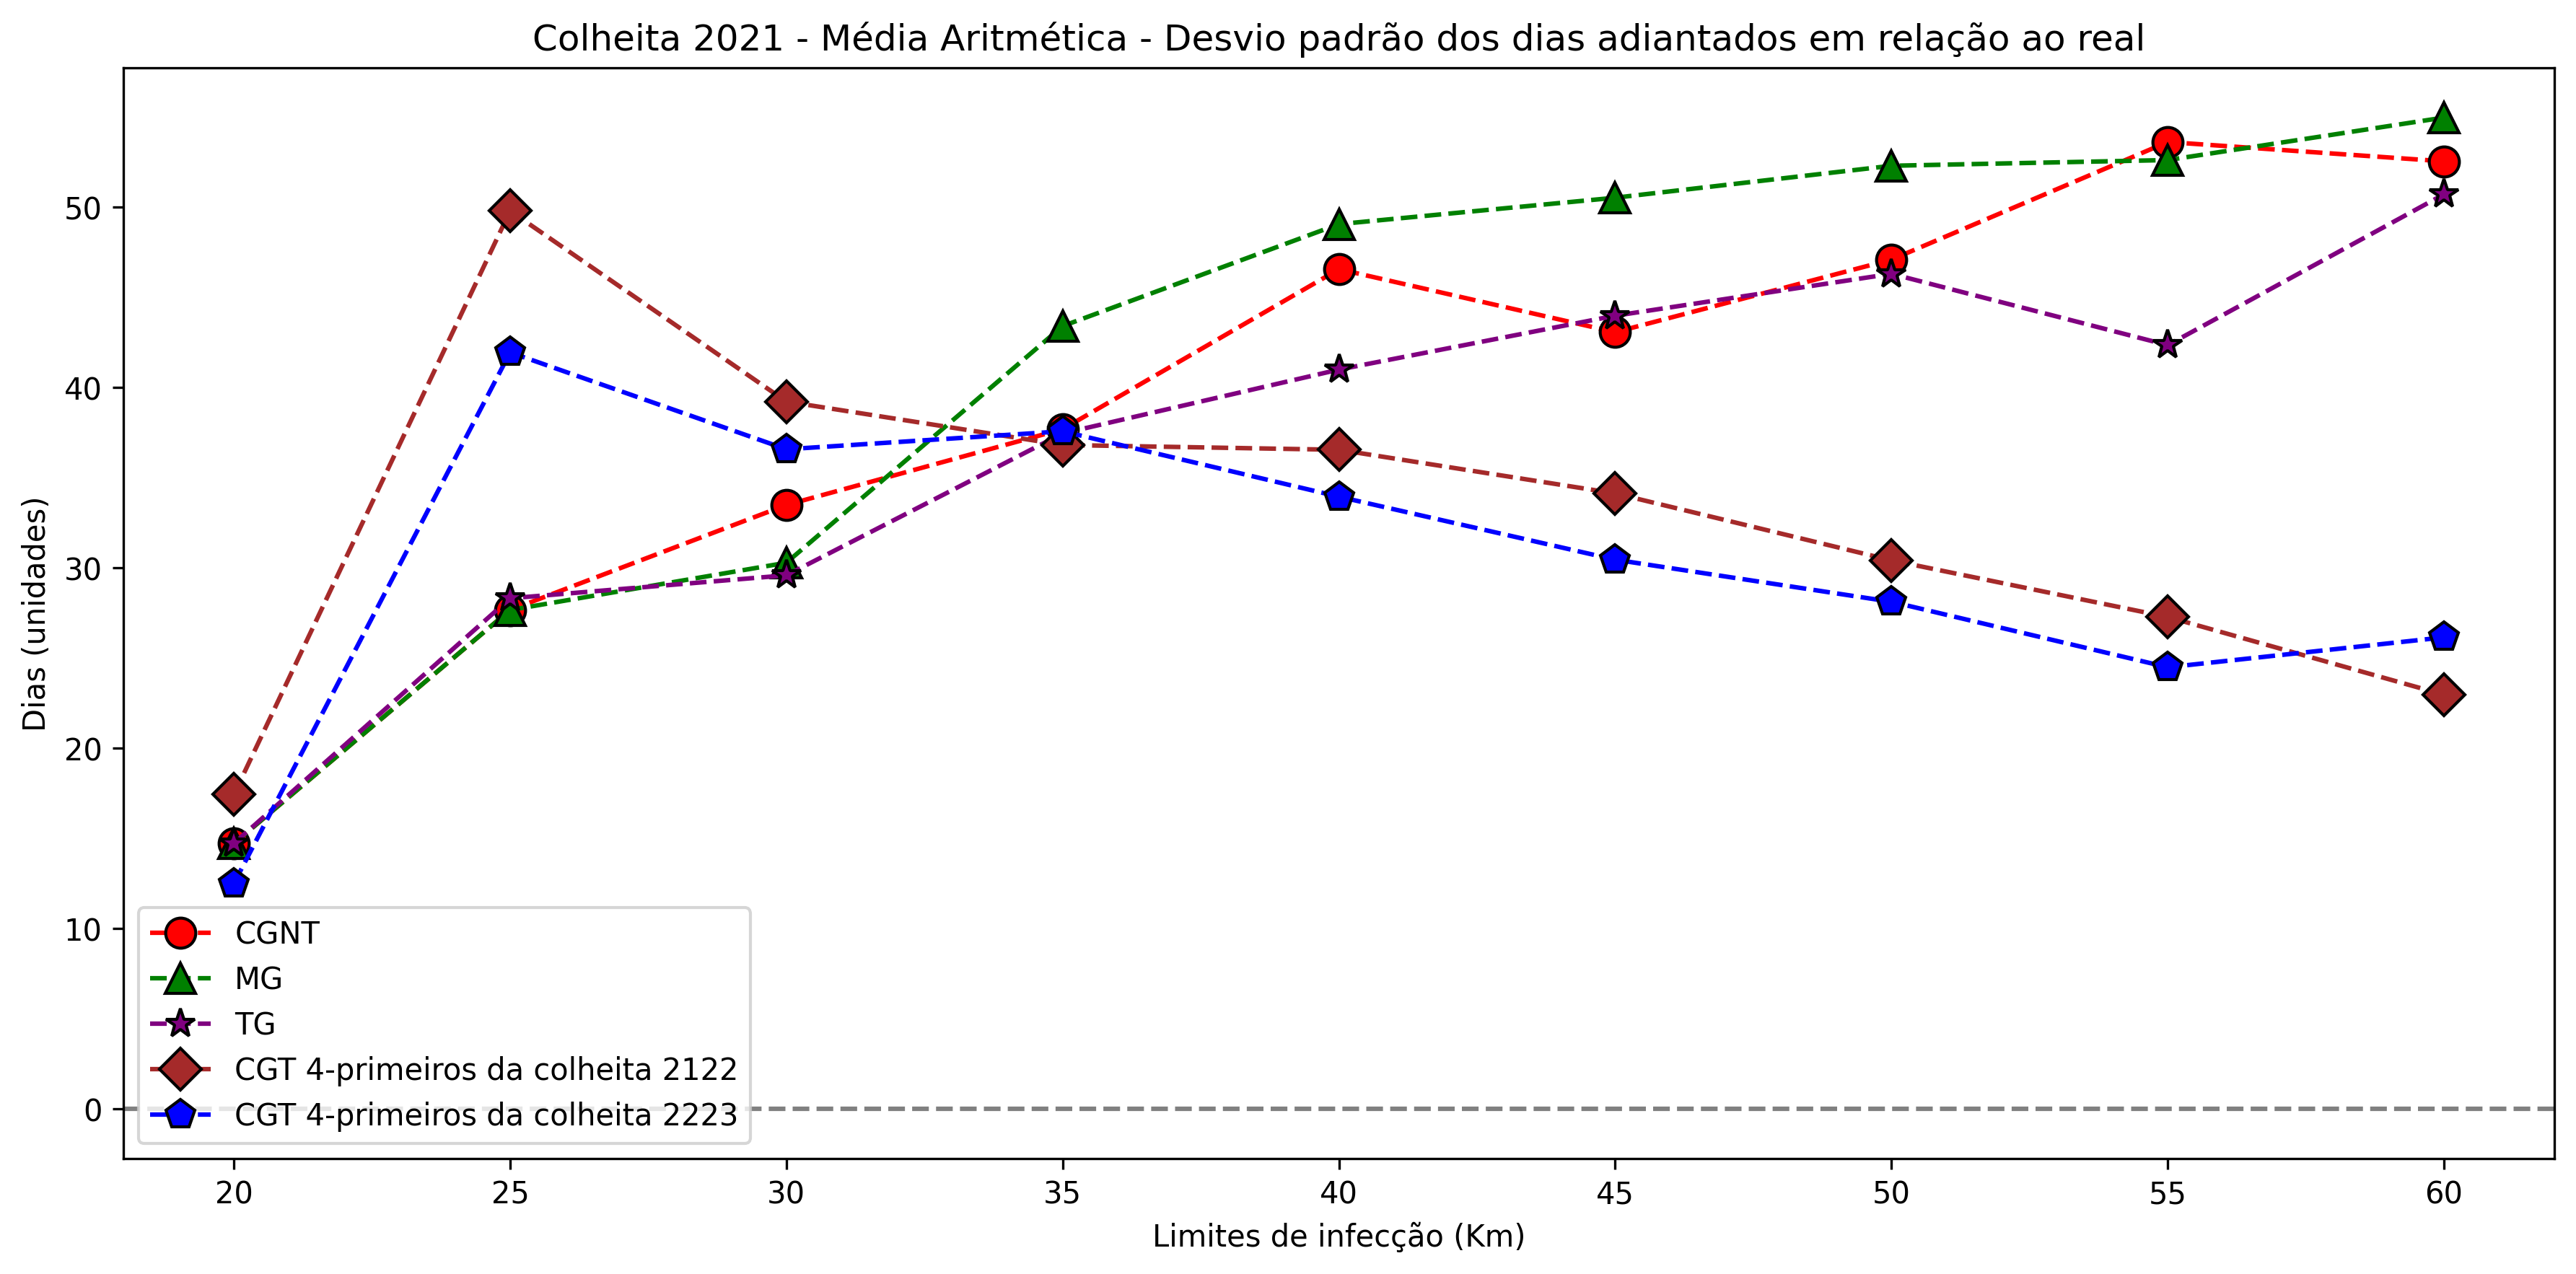 Colheita 2021 - Média Aritmética - Desvio padrão dos dias adiantados em relação ao real
Dias (unidades)
50
40
30
20
10
0
CGNT
MG
TG
CGT 4-primeiros da colheita 2122
CGT 4-primeiros da colheita 2223
20 25 30 35 40 45 50 55 60
Limites de infecção (Km)